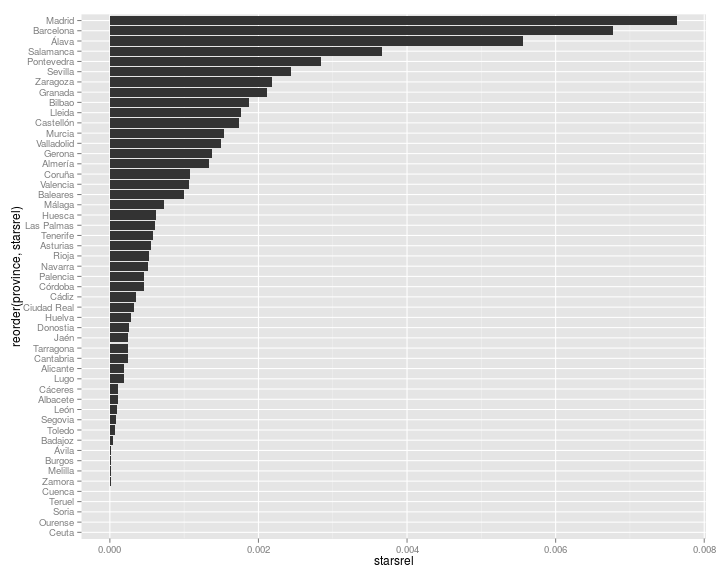 reorder(province, starsrel)
Madrid
Barcelona
Álava
Salamanca
Pontevedra
Sevilla
Zaragoza
Granada
Bilbao
Lleida
Castellón
Murcia
Valladolid
Gerona
Almería
Coruña
Valencia
Baleares
Málaga
Huesca
Las Palmas
Tenerife
Asturias
Rioja
Navarra
Palencia
Córdoba
Cádiz
Ciudad Real
Huelva
Donostia
Jaén
Tarragona
Cantabria
Alicante
Lugo
Cáceres
Albacete
León
Segovia
Toledo
Badajoz
Ávila
Burgos
Melilla
Zamora
Cuenca
Teruel
Soria
Ourense
Ceuta
0.000 0.002 0.004 0.006 0.008
starsrel